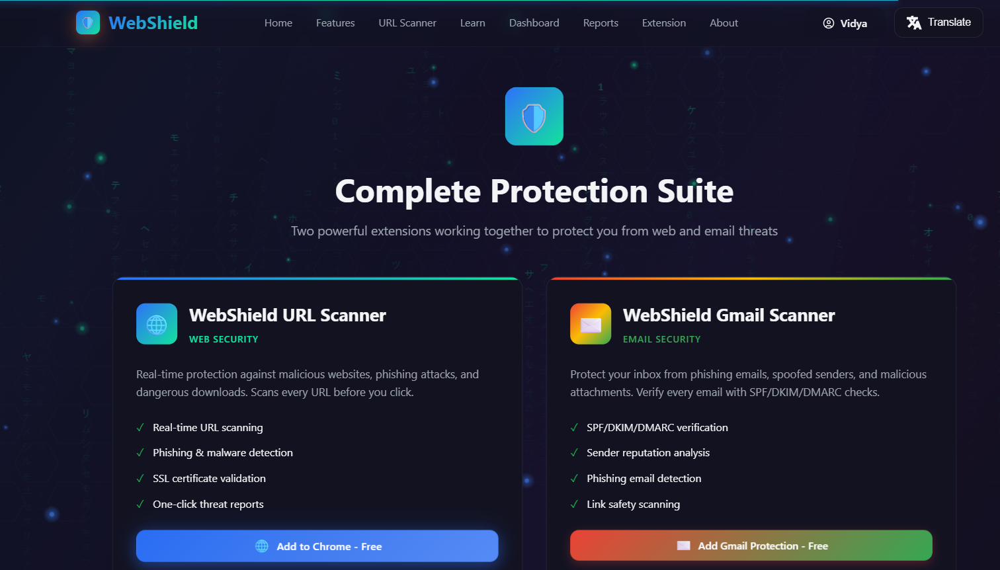 WebShield
Home Features URL Scanner Learn Dashboard Reports Extension About
Vidya
Translate
Complete Protection Suite
Two powerful extensions working together to protect you from web and email threats
WebShield URL Scanner
WEB SECURITY
Real-time protection against malicious websites, phishing attacks, and
dangerous downloads. Scans every URL before you click.
✓ Real-time URL scanning
✓ Phishing & malware detection
✓ SSL certificate validation
✓ One-click threat reports
Add to Chrome - Free
WebShield Gmail Scanner
EMAIL SECURITY
Protect your inbox from phishing emails, spoofed senders, and malicious
attachments. Verify every email with SPF/DKIM/DMARC checks.
✓ SPF/DKIM/DMARC verification
✓ Sender reputation analysis
✓ Phishing email detection
✓ Link safety scanning
Add Gmail Protection - Free